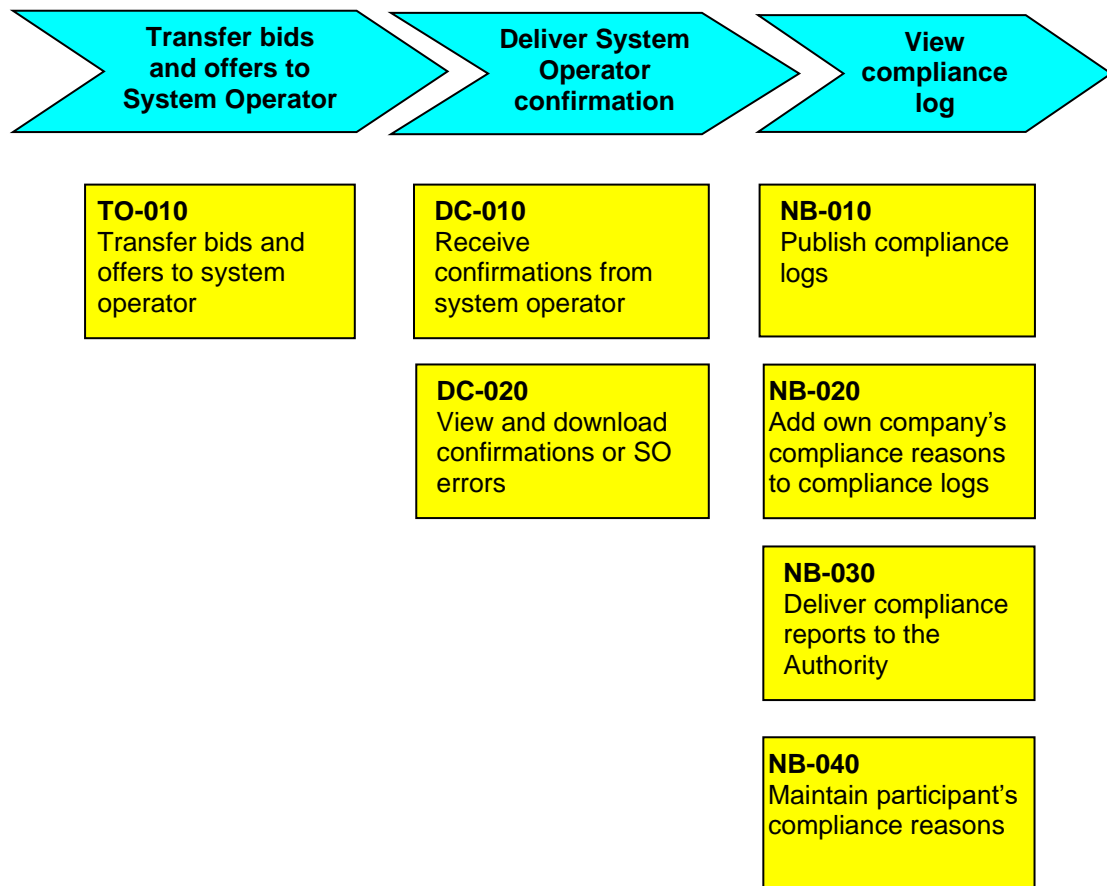 Transfer bids
and offers to
System Operator
Deliver System
Operator
confirmation
View
compliance
log
TO-010
Transfer bids and
offers to system
operator
DC-010
Receive
confirmations from
system operator
NB-010
Publish compliance
logs
DC-020
View and download
confirmations or SO
errors
NB-020
Add own company’s
compliance reasons
to compliance logs
NB-030
Deliver compliance
reports to the
Authority
NB-040
Maintain participant’s
compliance reasons